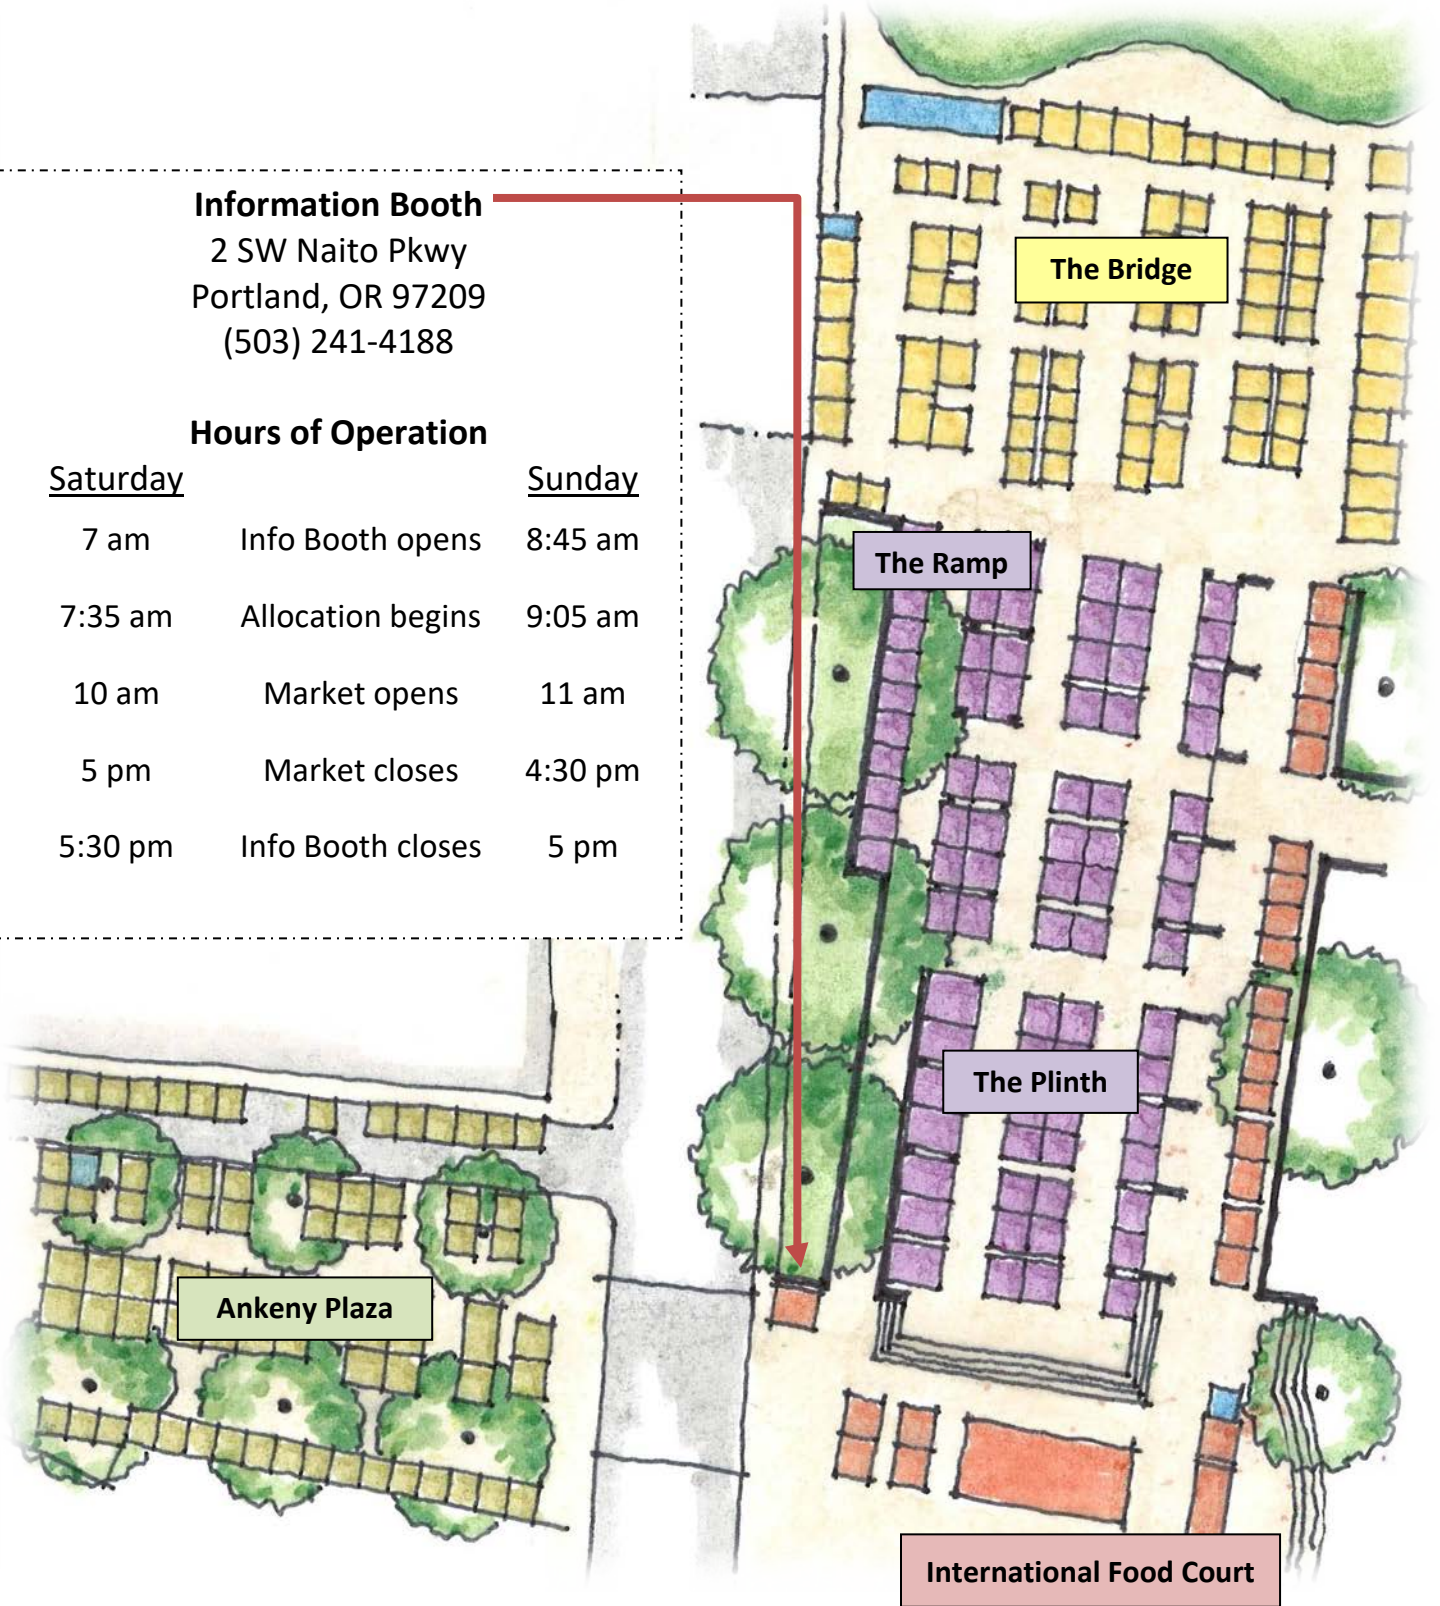 Information Booth
2 SW Naito Pkwy
Portland, OR 97209
(503) 241-4188
Hours of Operation
Saturday Sunday
7 am Info Booth opens 8:45 am
7:35 am Allocation begins 9:05 am
10 am Market opens 11 am
5 pm Market closes 4:30 pm
5:30 pm Info Booth closes 5 pm
The Bridge
The Ramp
The Plinth
Ankeny Plaza
International Food Court